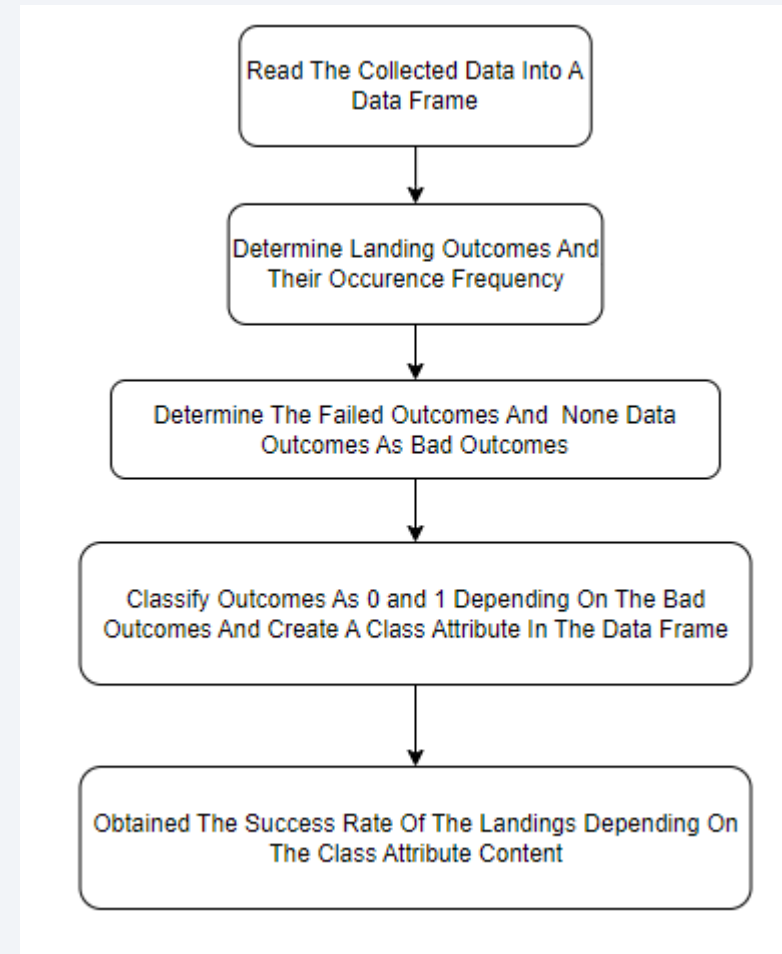 Read The Collected Data Into A
Data Frame
Determine Landing Outcomes And
Their Occurence Frequency
Determine The Failed Outcomes And  None Data
Outcomes As Bad Outcomes
Classify Outcomes As 0 and 1 Depending On The Bad
Outcomes And Create A Class Attribute In The Data Frame
Obtained The Success Rate Of The Landings Depending On
The Class Attribute Content